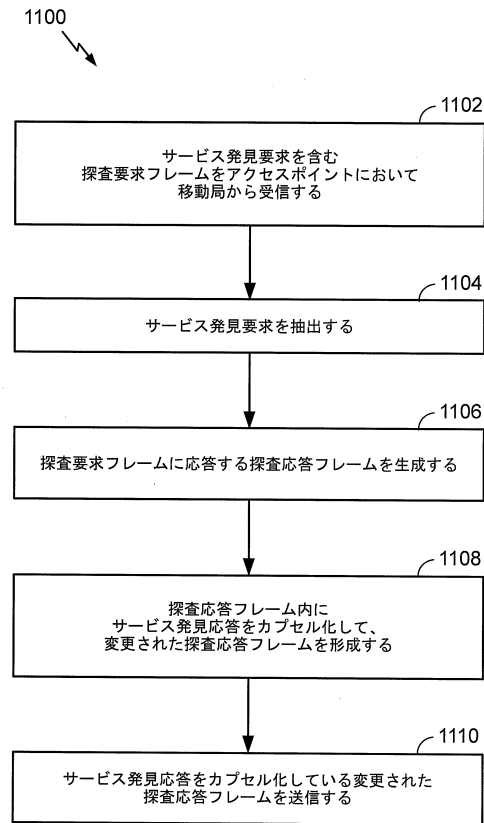 1100
1102
サービス発見要求を含む
探査要求フレームをアクセスポイントにおいて
移動局から受信する
1104
サービス発見要求を抽出する
1106
探査要求フレームに応答する探査応答フレームを生成する
1108
探査応答フレーム内に
サービス発見応答をカプセル化して、
変更された探査応答フレームを形成する
1110
サービス発見応答をカプセル化している変更された
探査応答フレームを送信する